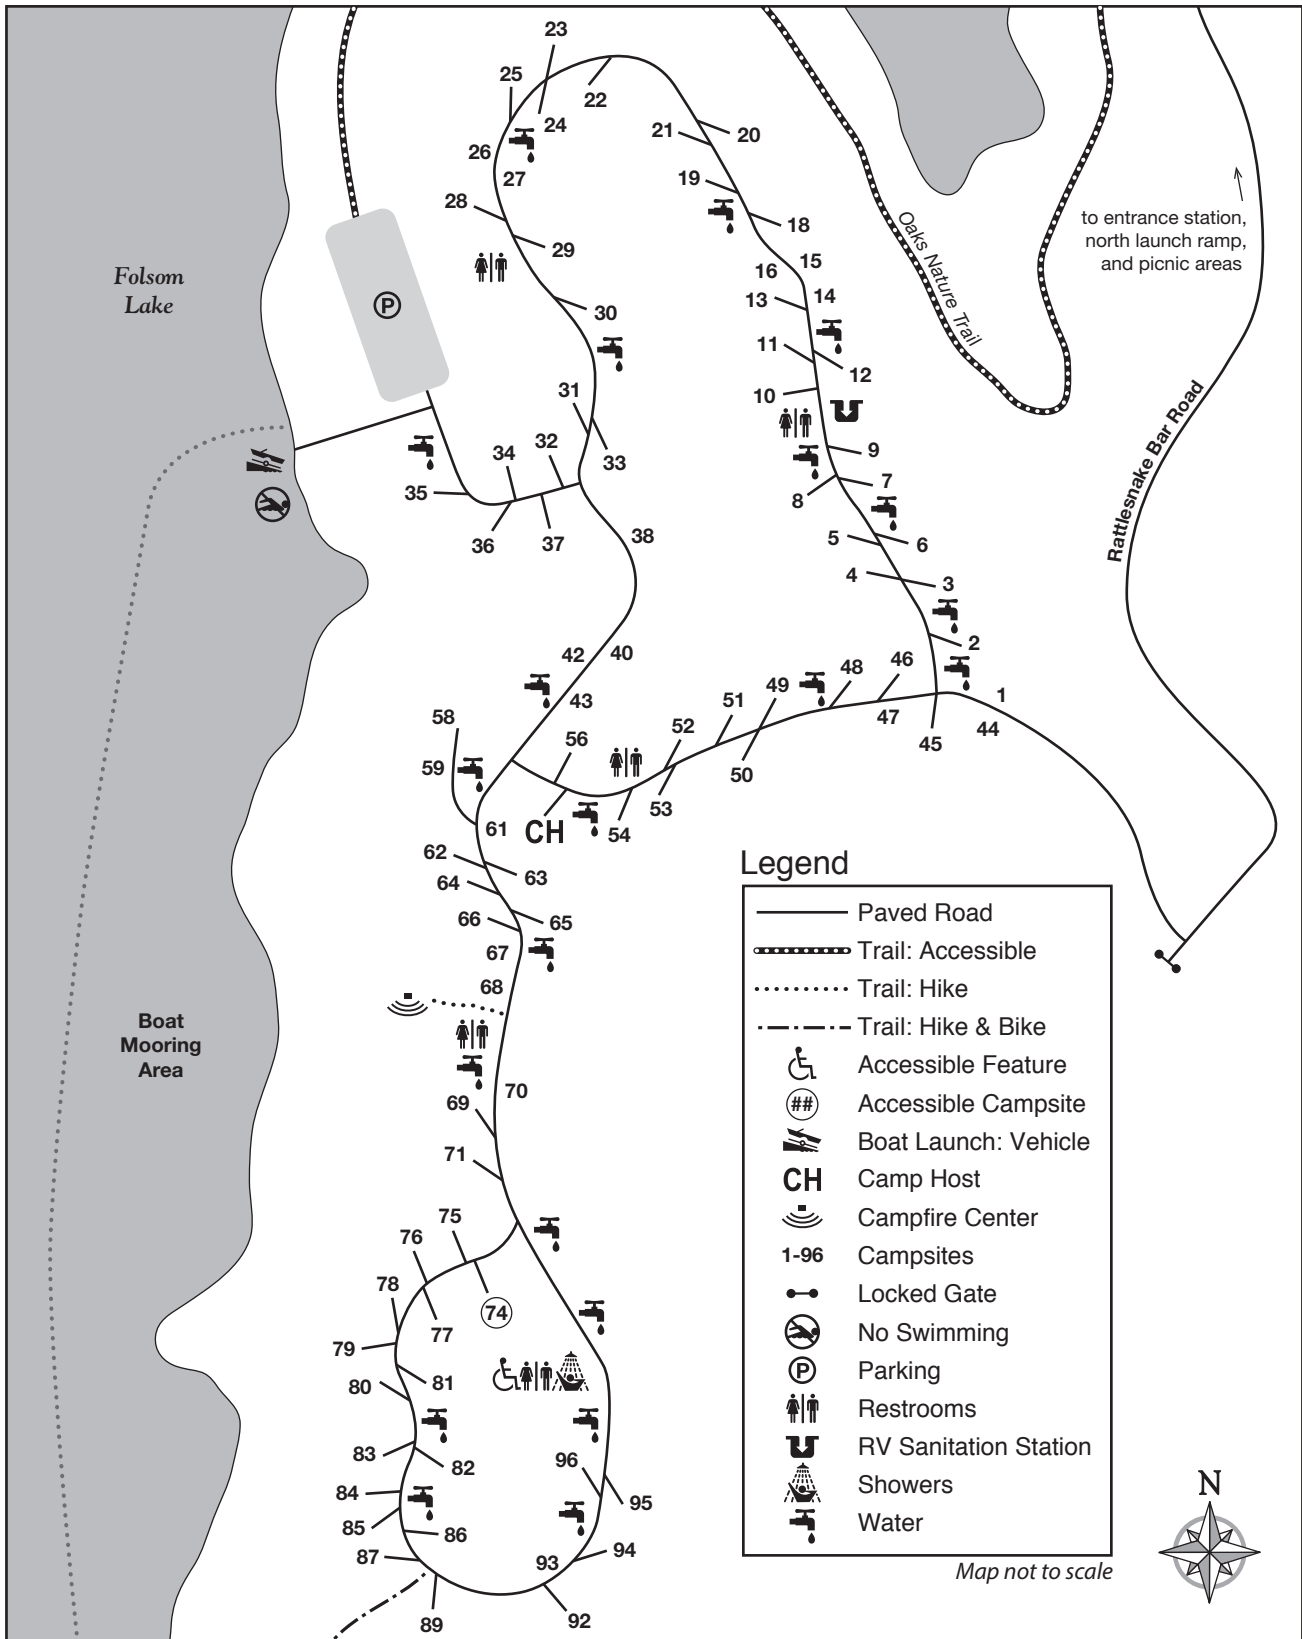 23
25
22
24
21
20
26
27
19
28
18
29
15
16
14
13
30
11
12
10
31
32
34
33
9
7
35
8
36
37
38
5
6
4
3
2
42
40
46
48
49
43
1
51
58
47
44
45
52
56
59
50
53
54
61
CH
62
63
64
65
66
67
68
70
69
71
75
76
78
74
77
79
80
81
83
82
96
84
95
85
86
87
93
94
89
92
Folsom
Lake
P
Boat
Mooring
Area
Oaks Nature Trail
to entrance station,
north launch ramp,
and picnic areas
Rattlesnake Bar Road
Legend
Paved Road
Trail: Accessible
Trail: Hike
Trail: Hike & Bike
Accessible Feature
## Accessible Campsite
Boat Launch: Vehicle
CH Camp Host
Campfire Center
1-96 Campsites
Locked Gate
No Swimming
P Parking
Restrooms
RV Sanitation Station
Showers
Water
Map not to scale
N